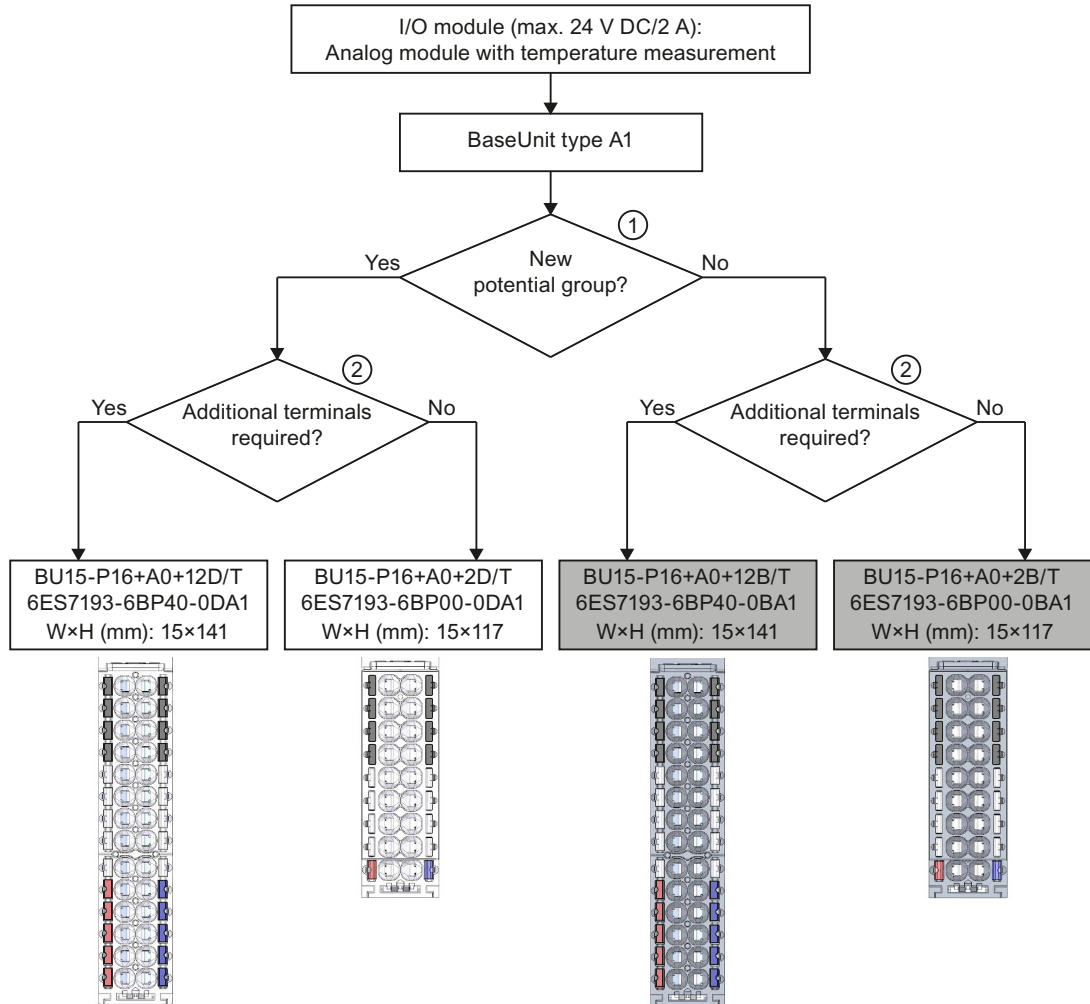 I/O module (max. 24 V DC/2 A):
Analog module with temperature measurement
BaseUnit type A1
①
New
potential group?
Yes
No
②
Additional terminals
required?
Yes
No
②
Additional terminals
required?
Yes
No
BU15-P16+A0+12D/T
6ES7193-6BP40-0DA1
W×H (mm): 15×141
BU15-P16+A0+2D/T
6ES7193-6BP00-0DA1
W×H (mm): 15×117
BU15-P16+A0+12B/T
6ES7193-6BP40-0BA1
W×H (mm): 15×141
BU15-P16+A0+2B/T
6ES7193-6BP00-0BA1
W×H (mm): 15×117